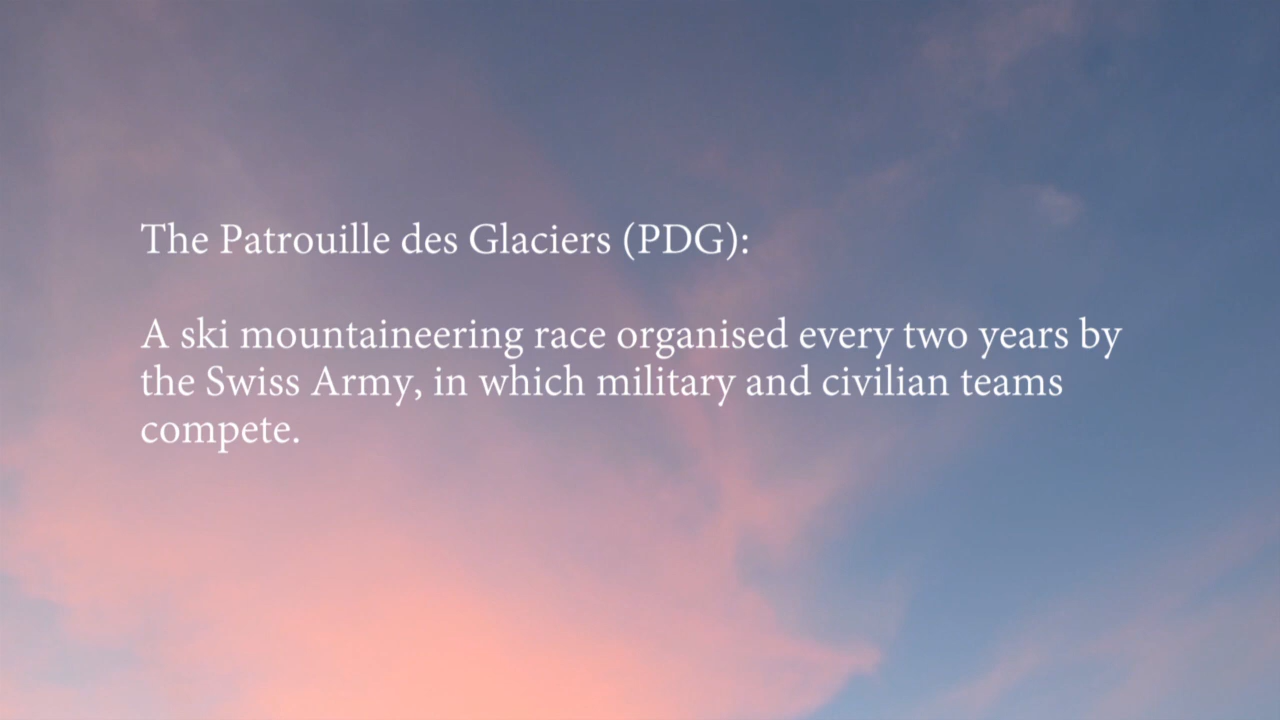 The Patrouille des Glaciers (PDG):
A ski mountaineering race organised every two years by
the Swiss Army, in which military and civilian teams
compete.